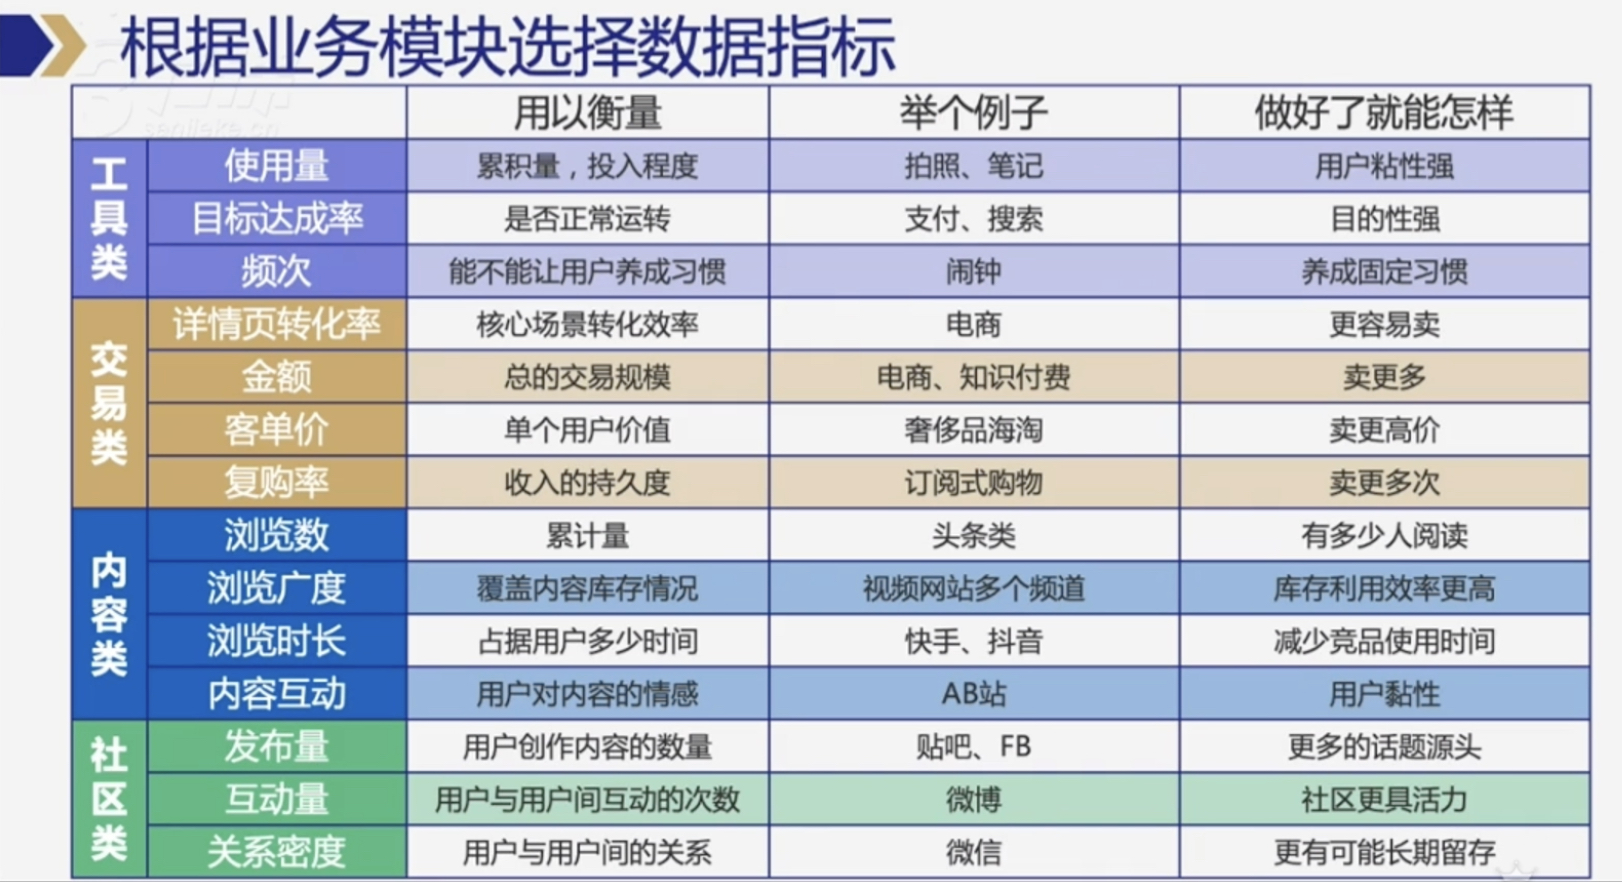 根据业务模块选择数据指标
senlieke.cn
用以衡量 举个例子 做好了就能怎样
工具类
使用量 累积量，投入程度 拍照、笔记 用户粘性强
目标达成率 是否正常运转 支付、搜索 目的性强
频次 能不能让用户养成习惯 闹钟 养成固定习惯
交易类
详情页转化率 核心场景转化效率 电商 更容易卖
金额 总的交易规模 电商、知识付费 卖更多
客单价 单个用户价值 奢侈品海淘 卖更高价
复购率 收入的持久度 订阅式购物 卖更多次
内容类
浏览数 累计量 头条类 有多少人阅读
浏览广度 覆盖内容库存情况 视频网站多个频道 库存利用效率更高
浏览时长 占据用户多少时间 快手、抖音 减少竞品使用时间
内容互动 用户对内容的情感 AB站 用户黏性
社区类
发布量 用户创作内容的数量 贴吧、FB 更多的话题源头
互动量 用户与用户间互动的次数 微博 社区更具活力
关系密度 用户与用户间的关系 微信 更有可能长期留存